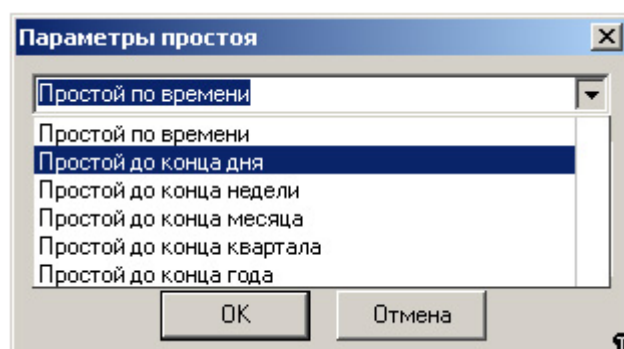 Параметры простоя
Простой по времени
Простой по времени
Простой до конца дня
Простой до конца недели
Простой до конца месяца
Простой до конца квартала
Простой до конца года
OK
Отмена